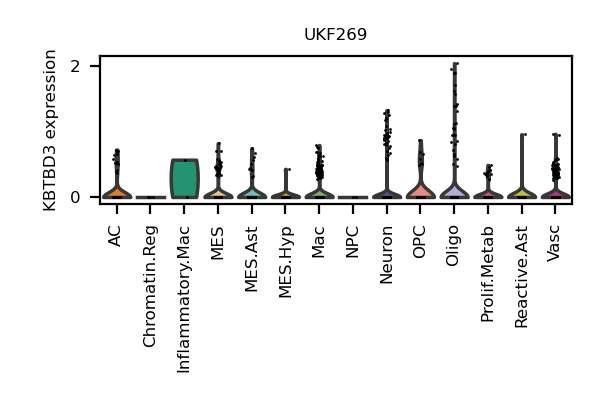 UKF269
KBTBD3 expression
2
0
AC
Chromatin.Reg
Inflammatory.Mac
MES
MES.Ast
MES.Hyp
Mac
NPC
Neuron
OPC
Oligo
Prolif.Metab
Reactive.Ast
Vasc